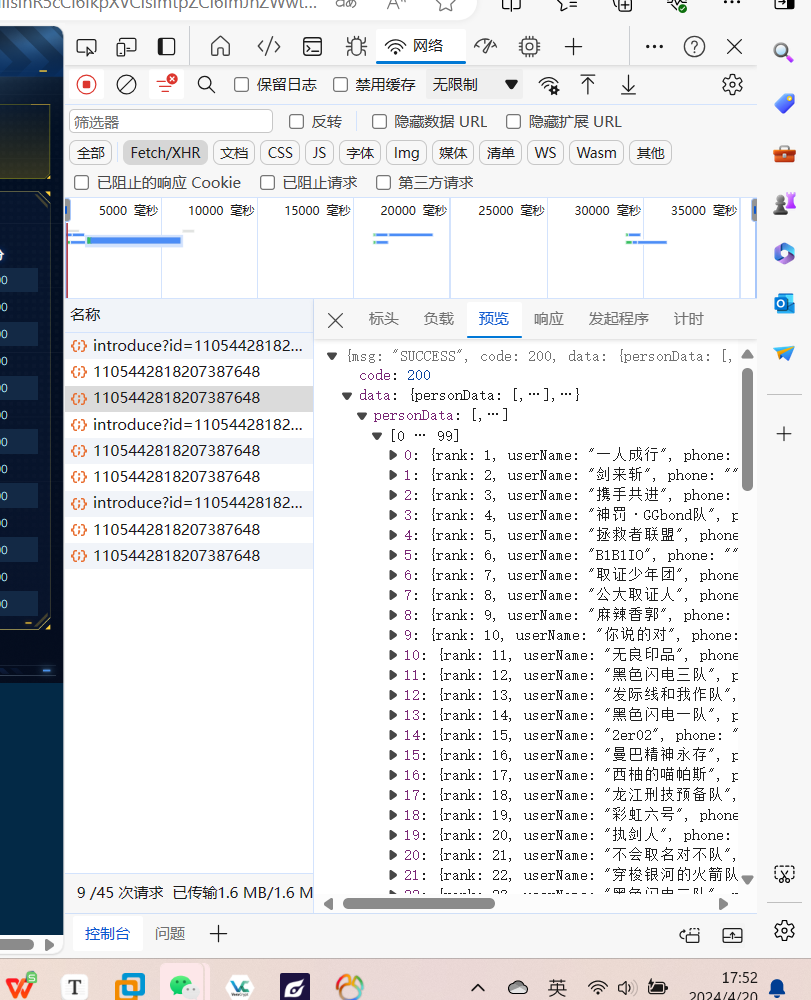 网络
保留日志 禁用缓存 无限制
筛选器 反转 隐藏数据 URL 隐藏扩展 URL
全部 Fetch/XHR 文档 CSS JS 字体 Img 媒体 清单 WS Wasm 其他
已阻止的响应 Cookie 已阻止请求 第三方请求
5000 毫秒 10000 毫秒 15000 毫秒 20000 毫秒 25000 毫秒 30000 毫秒 35000 毫秒
名称
introduce?id=11054428182...
1105442818207387648
1105442818207387648
introduce?id=11054428182...
1105442818207387648
1105442818207387648
introduce?id=11054428182...
1105442818207387648
1105442818207387648
标头 负载 预览 响应 发起程序 计时
{msg: "SUCCESS", code: 200, data: {personData: [,
code: 200
data: {personData: [,…],…}
personData: [,…]
[0 … 99]
0: {rank: 1, userName: "一人成行", phone:
1: {rank: 2, userName: "剑来斩", phone: ""
2: {rank: 3, userName: "携手共进", phone:
3: {rank: 4, userName: "神罚·GGbond队", p
4: {rank: 5, userName: "拯救者联盟", phone
5: {rank: 6, userName: "B1B1IO", phone: ""
6: {rank: 7, userName: "取证少年团", phone
7: {rank: 8, userName: "公大取证人", phone
8: {rank: 9, userName: "麻辣香郭", phone:
9: {rank: 10, userName: "你说的对", phone:
10: {rank: 11, userName: "无良印品", phone
11: {rank: 12, userName: "黑色闪电三队", p
12: {rank: 13, userName: "发际线和我作队",
13: {rank: 14, userName: "黑色闪电一队", p
14: {rank: 15, userName: "2er02", phone: "
15: {rank: 16, userName: "曼巴精神永存", p
16: {rank: 17, userName: "西柚的喵帕斯", p
17: {rank: 18, userName: "龙江刑技预备队",
18: {rank: 19, userName: "彩虹六号", phone
19: {rank: 20, userName: "执剑人", phone:
20: {rank: 21, userName: "不会取名对不队",
21: {rank: 22, userName: "穿梭银河的火箭队
9 /45 次请求 已传输1.6 MB/1.6 M
控制台 问题
英 17:52
2024/4/20